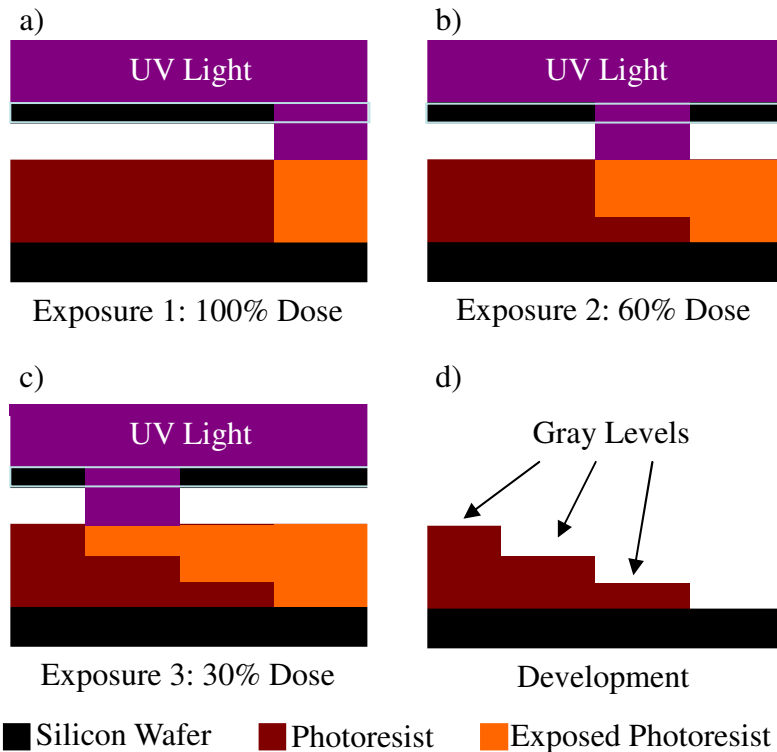 a)
UV Light
Exposure 1: 100% Dose
b)
UV Light
Exposure 2: 60% Dose
c)
UV Light
Exposure 3: 30% Dose
d)
Gray Levels
Development
Silicon Wafer
Photoresist
Exposed Photoresist